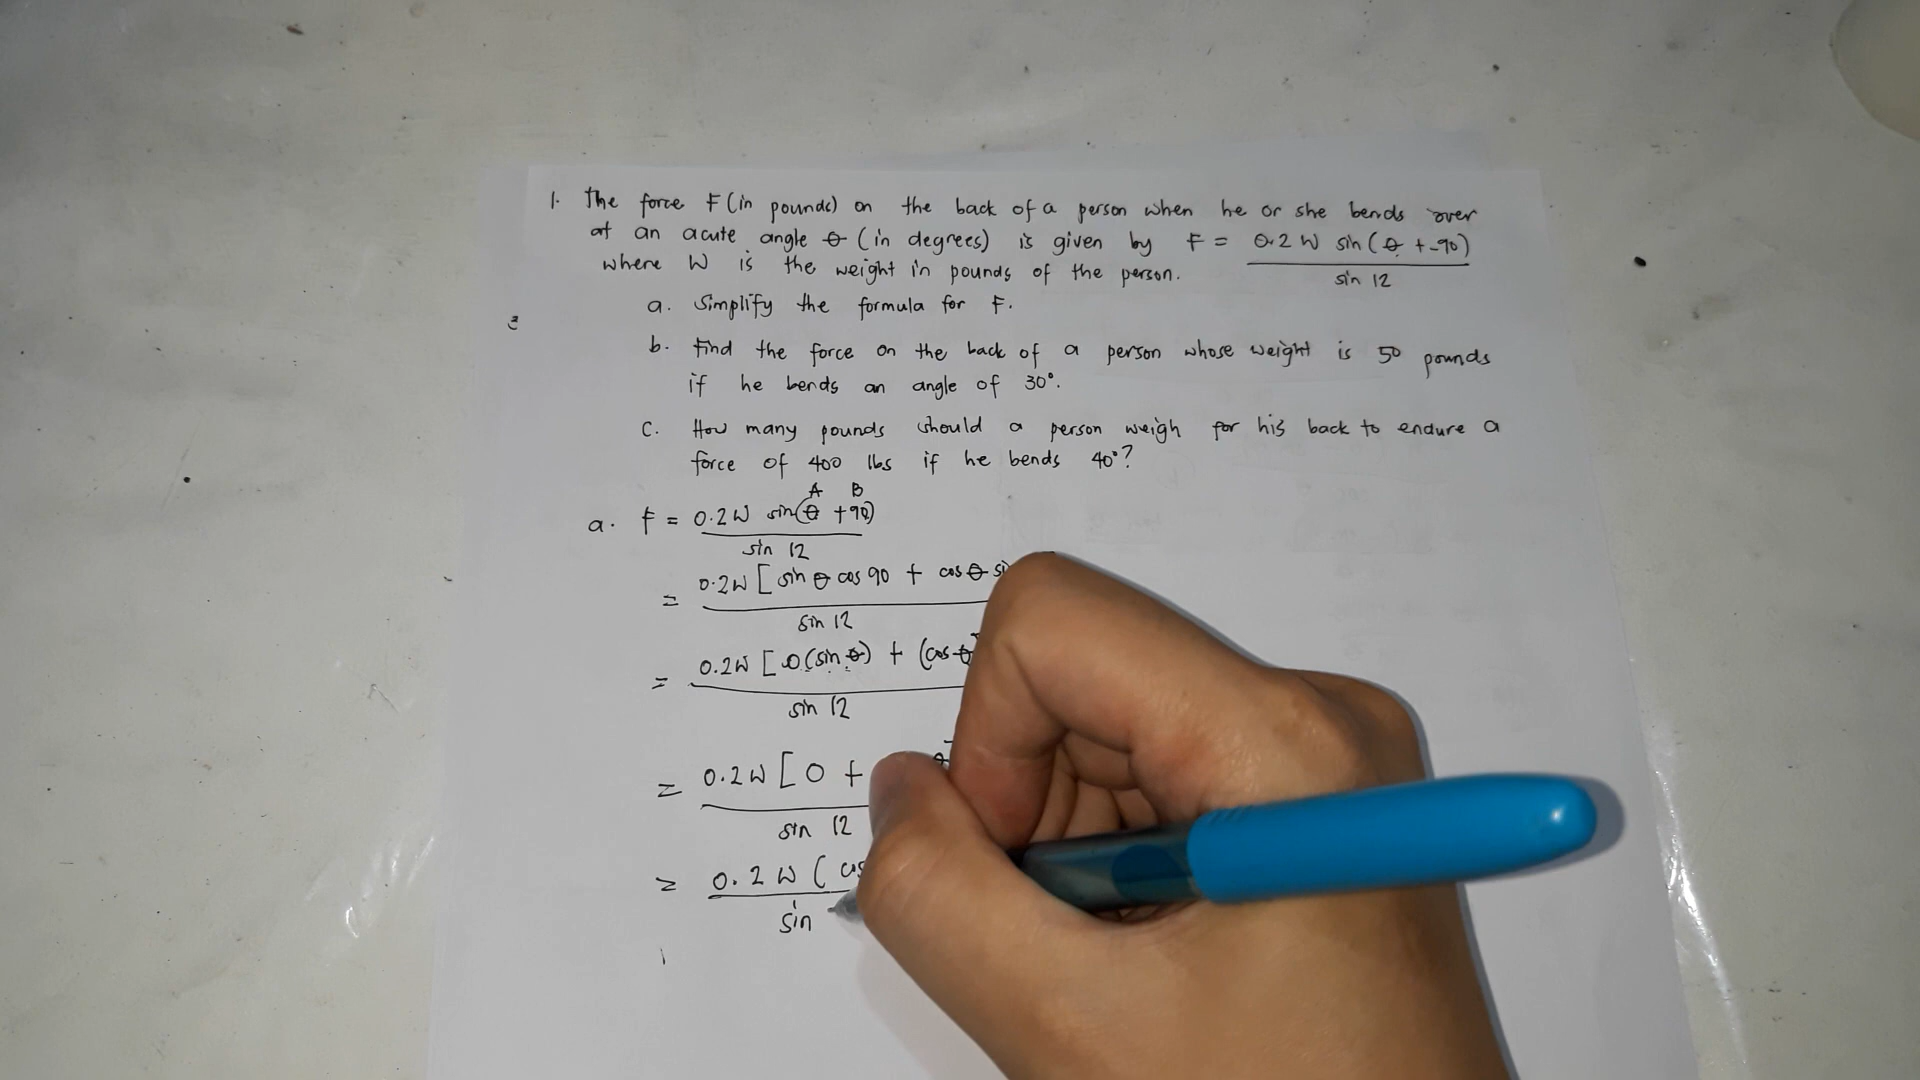 1. The force F (in pounds) on the back of a person when he or she bends over
at an acute angle θ (in degrees) is given by F = 0.2 W sin (θ + 90)
sin 12
where W is the weight in pounds of the person.
a. Simplify the formula for F.
b. Find the force on the back of a person whose weight is 50 pounds
if he bends an angle of 30°.
c. How many pounds should a person weigh for his back to endure a
force of 400 lbs if he bends 40°?
A B
a. F = 0.2W sin(θ + 90)
sin 12
= 0.2W [ sin θ cos 90 + cos θ si
sin 12
= 0.2W [ 0(sin θ) + (cos θ
sin 12
= 0.2W [ 0 +
sin 12
= 0.2 W ( cos
sin